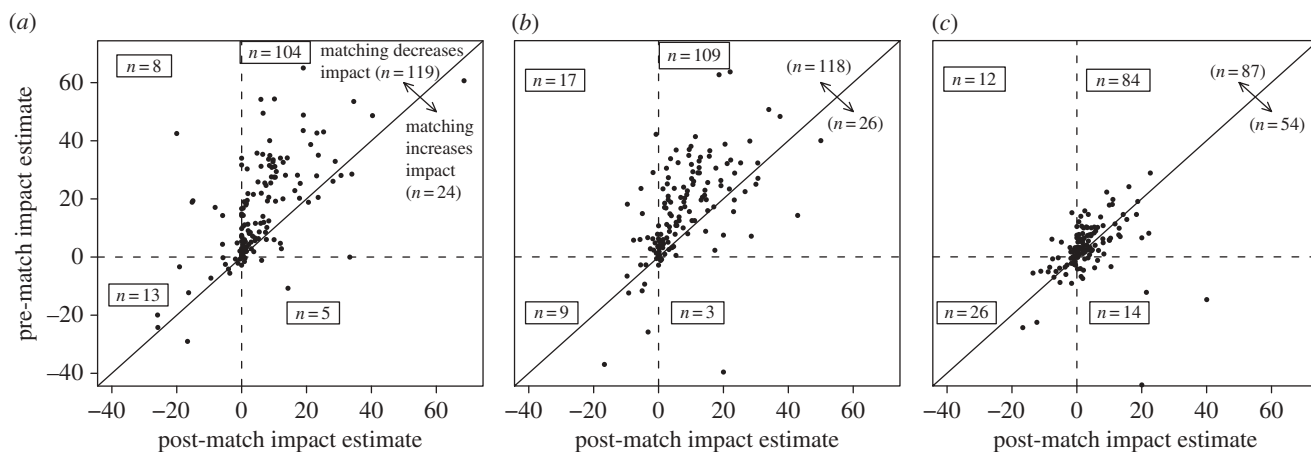 (a)
(b)
(c)
n = 8
n = 104
matching decreases
impact (n = 119)
matching
increases
impact
(n = 24)
n = 13
n = 5
n = 17
n = 109
(n = 118)
(n = 26)
n = 9
n = 3
n = 12
n = 84
(n = 87)
(n = 54)
n = 26
n = 14
pre-match impact estimate
60
40
20
0
−20
−40
−40 −20 0 20 40 60
−40 −20 0 20 40 60
−40 −20 0 20 40 60
post-match impact estimate
post-match impact estimate
post-match impact estimate